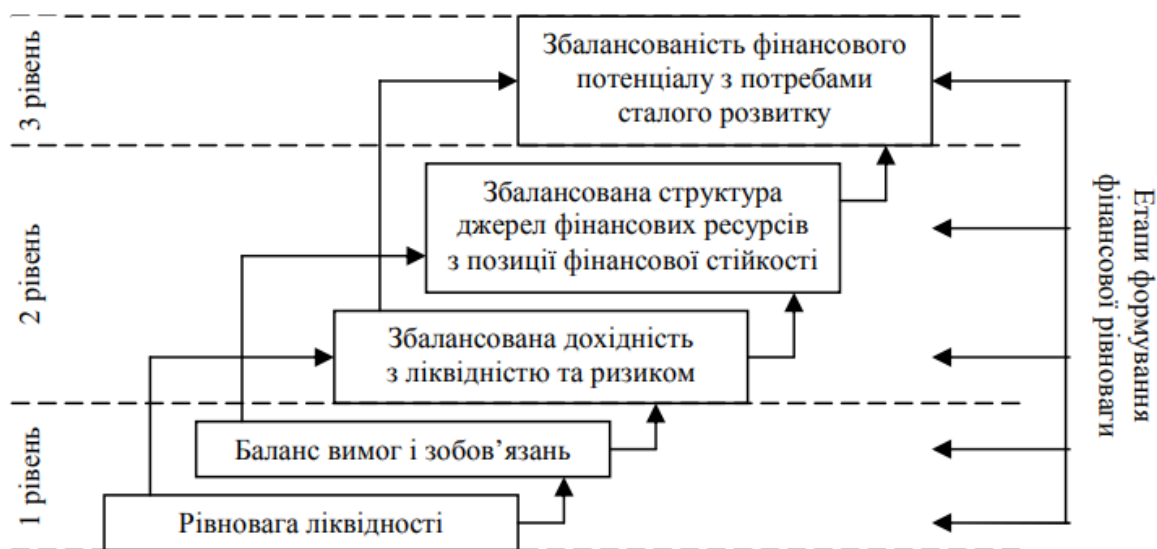 3 рівень
Збалансованість фінансового
потенціалу з потребами
сталого розвитку
2 рівень
Збалансована структура
джерел фінансових ресурсів
з позиції фінансової стійкості
Збалансована дохідність
з ліквідністю та ризиком
1 рівень
Баланс вимог і зобов’язань
Рівновага ліквідності
Етапи формування
фінансової рівноваги